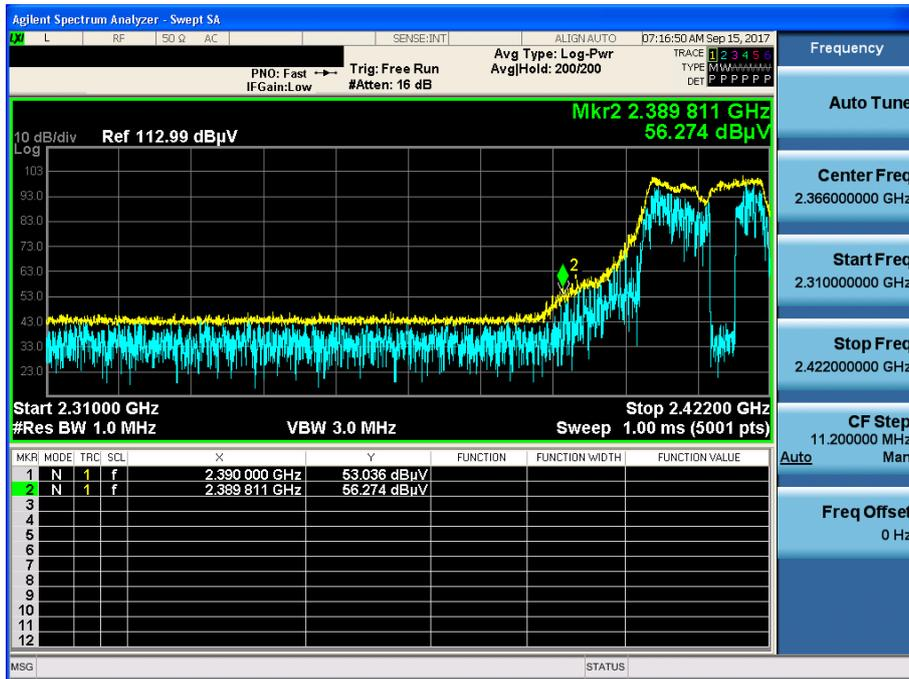 Agilent Spectrum Analyzer - Swept SA
LXI L RF 50 Ω AC SENSE:INT ALIGN AUTO 07:16:50 AM Sep 15, 2017
PNO: Fast Trig: Free Run Avg Type: Log-Pwr TRACE 1 2 3 4 5 6
IFGain:Low #Atten: 16 dB Avg|Hold: 200/200 TYPE M W
DET P P P P P P
Frequency
Mkr2 2.389 811 GHz
56.274 dBµV
10 dB/div Ref 112.99 dBµV
Log
103
93.0
83.0
73.0
63.0
53.0
43.0
33.0
23.0
2
Start 2.31000 GHz Stop 2.42200 GHz
#Res BW 1.0 MHz VBW 3.0 MHz Sweep 1.00 ms (5001 pts)
MKR MODE TRC SCL X Y FUNCTION FUNCTION WIDTH FUNCTION VALUE
1 N 1 f 2.390 000 GHz 53.036 dBµV
2 N 1 f 2.389 811 GHz 56.274 dBµV
3
4
5
6
7
8
9
10
11
12
MSG STATUS
Auto Tune
Center Freq
2.366000000 GHz
Start Freq
2.310000000 GHz
Stop Freq
2.422000000 GHz
CF Step
11.200000 MHz
Auto Man
Freq Offset
0 Hz